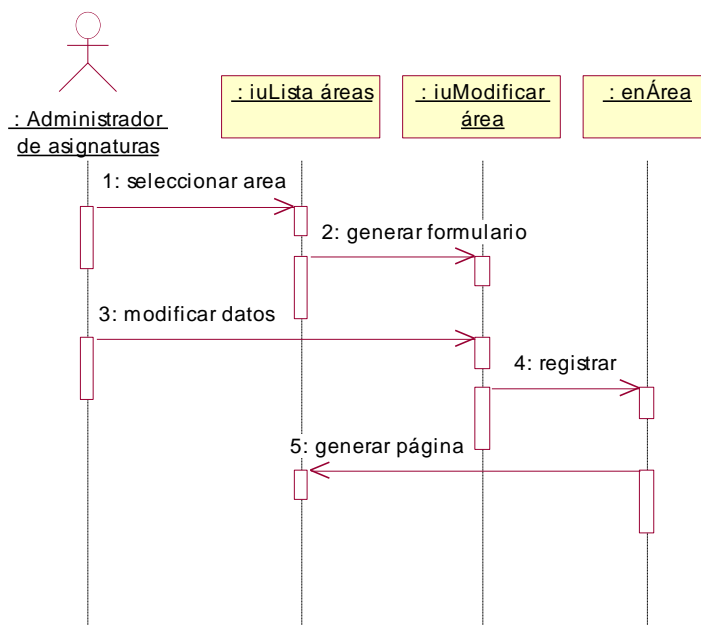 : Administrador
de asignaturas
: iuLista áreas
: iuModificar
área
: enÁrea
1: seleccionar area
2: generar formulario
3: modificar datos
4: registrar
5: generar página